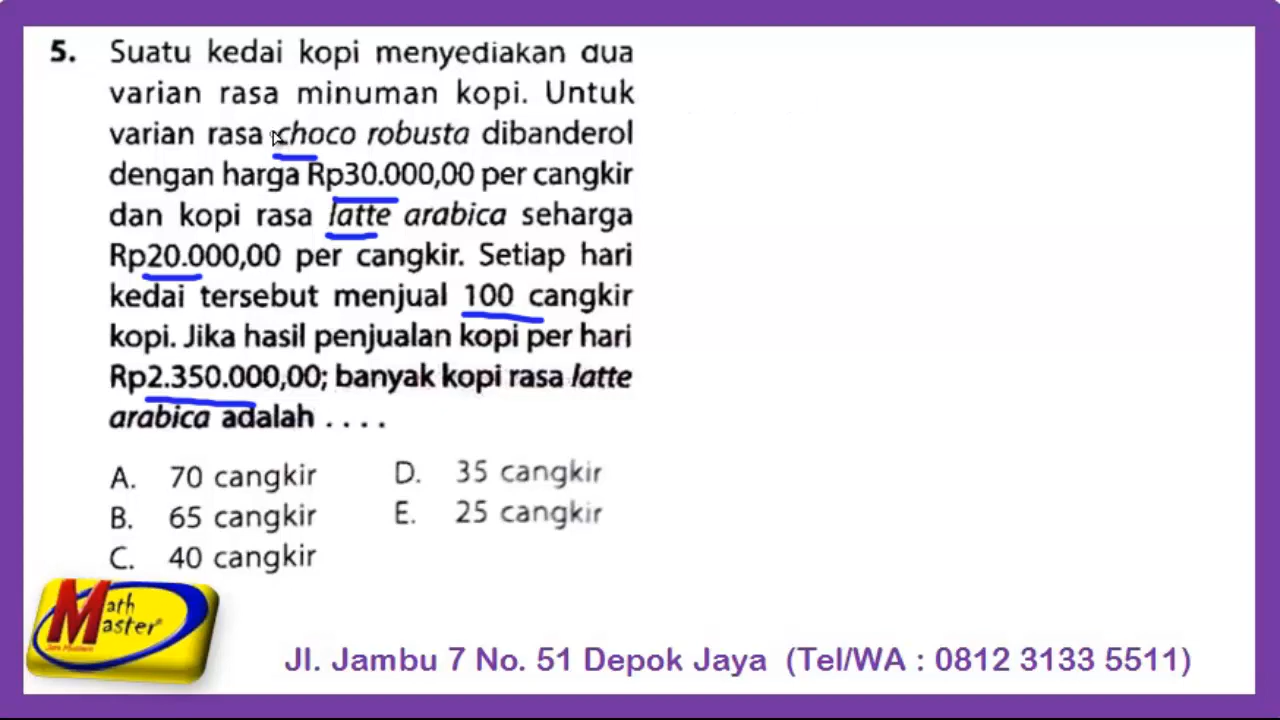 5. Suatu kedai kopi menyediakan dua
varian rasa minuman kopi. Untuk
varian rasa choco robusta dibanderol
dengan harga Rp30.000,00 per cangkir
dan kopi rasa latte arabica seharga
Rp20.000,00 per cangkir. Setiap hari
kedai tersebut menjual 100 cangkir
kopi. Jika hasil penjualan kopi per hari
Rp2.350.000,00; banyak kopi rasa latte
arabica adalah . . . .
A. 70 cangkir
B. 65 cangkir
C. 40 cangkir
D. 35 cangkir
E. 25 cangkir
Math
Master
Jl. Jambu 7 No. 51 Depok Jaya (Tel/WA : 0812 3133 5511)